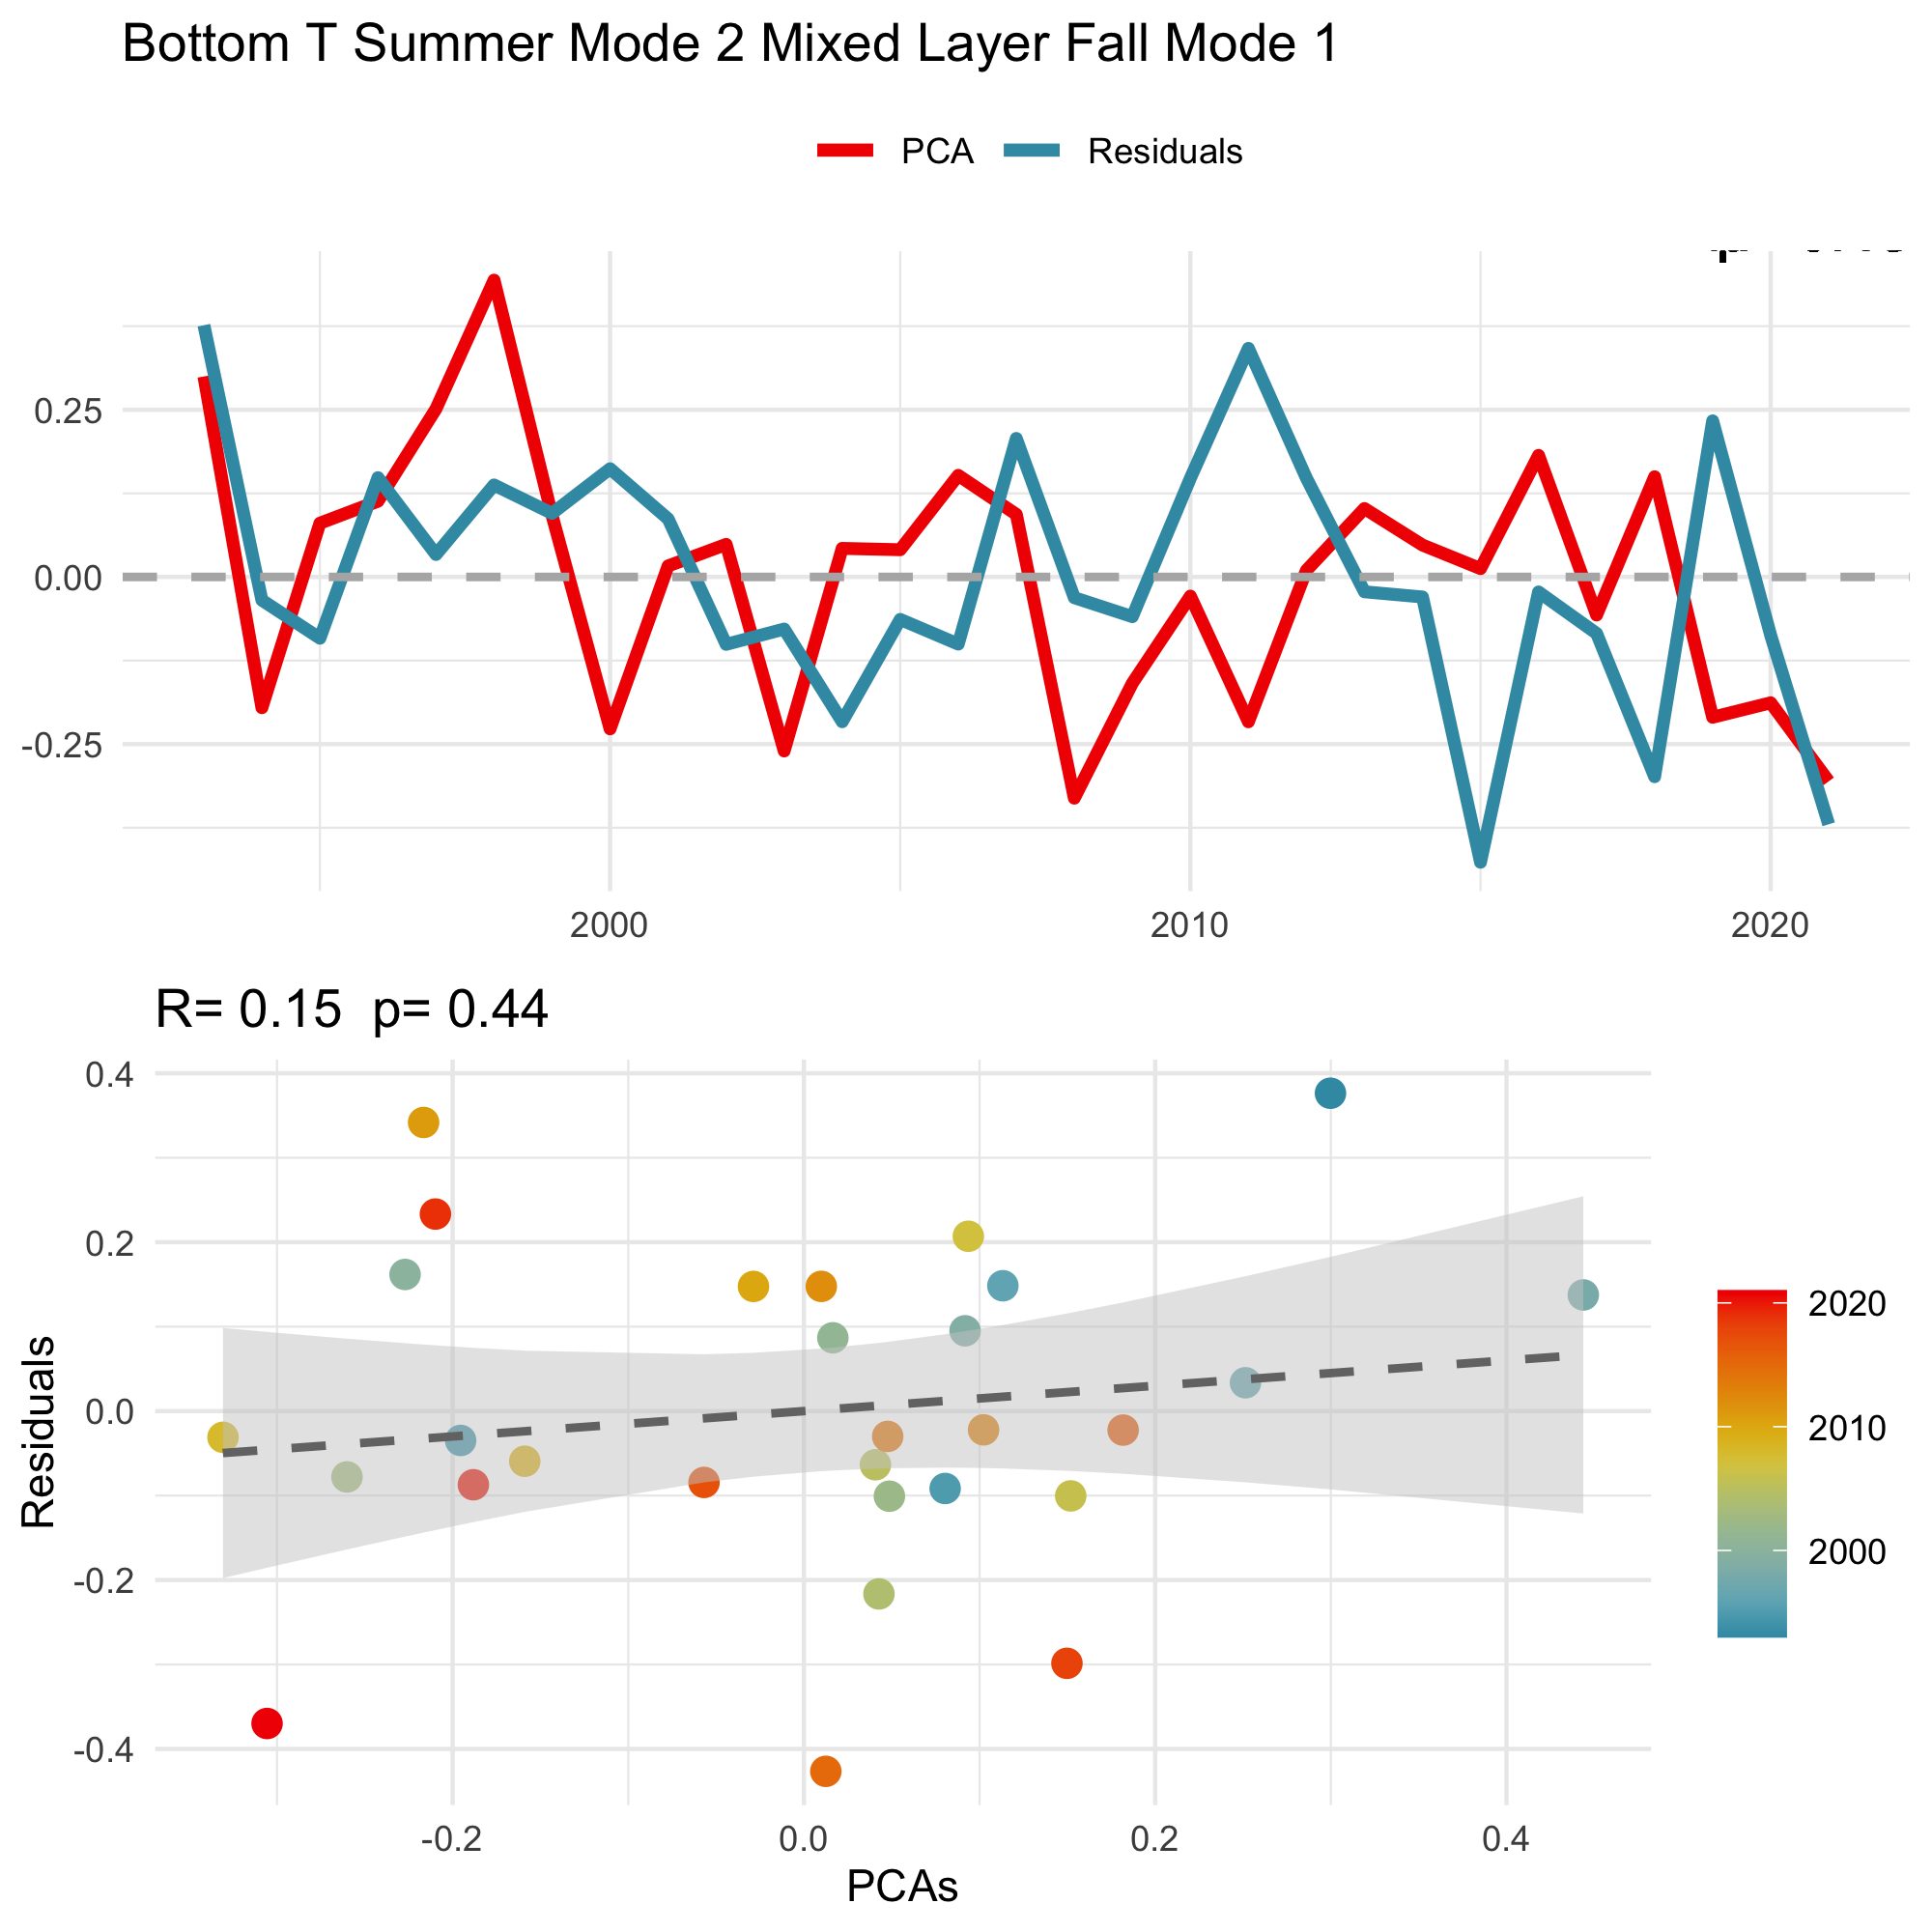 Bottom T Summer Mode 2 Mixed Layer Fall Mode 1
PCA Residuals
0.25
0.00
-0.25
2000 2010 2020
R= 0.15 p= 0.44
0.4
0.2
0.0
-0.2
-0.4
Residuals
-0.2 0.0 0.2 0.4
PCAs
2020
2010
2000